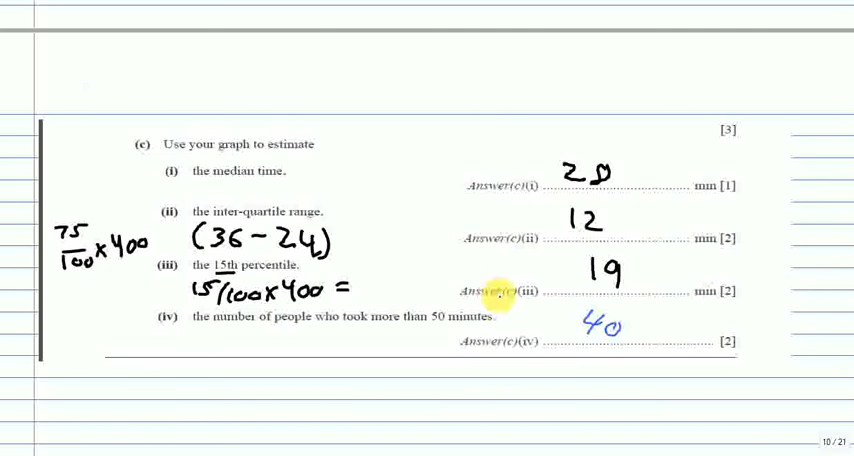 [3]
(c) Use your graph to estimate
(i) the median time.
Answer(c)(i) 20 min [1]
(ii) the inter-quartile range.
(36 - 24)
Answer(c)(ii) 12 min [2]
75/100 x 400
(iii) the 15th percentile.
15/100 x 400 =
Answer(c)(iii) 19 min [2]
(iv) the number of people who took more than 50 minutes.
Answer(c)(iv) 40 [2]
10 / 21